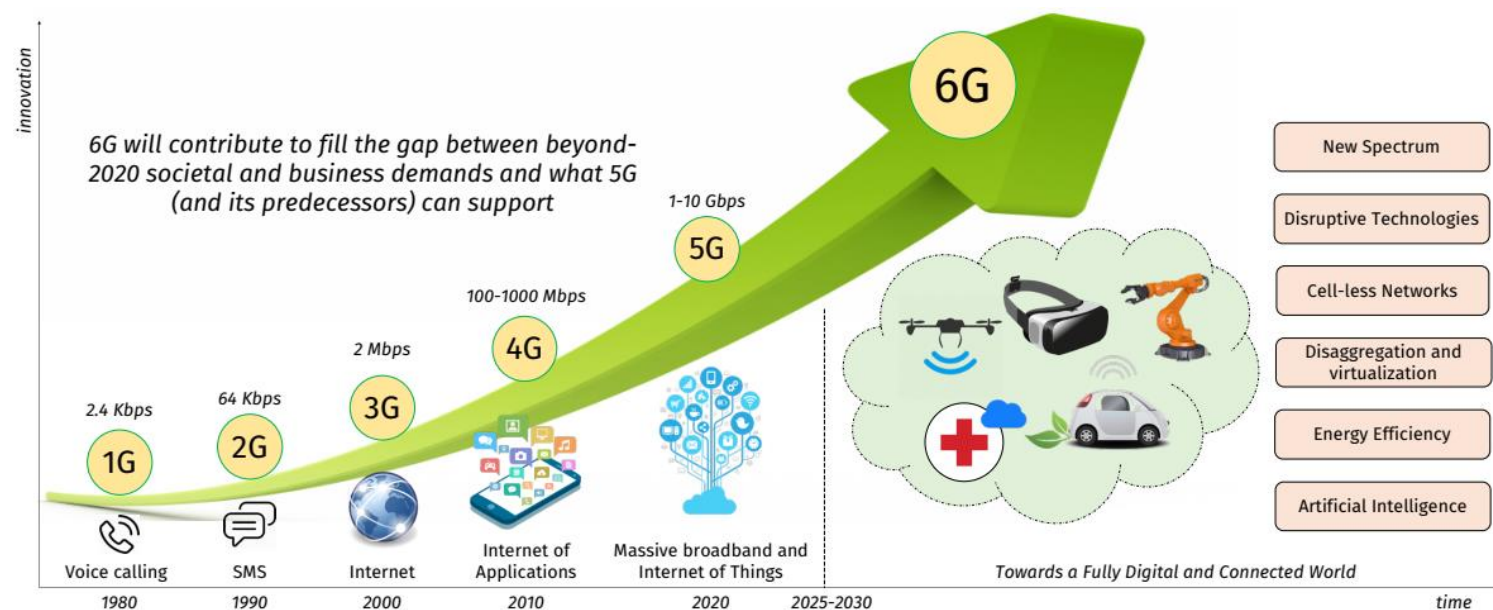 innovation
6G will contribute to fill the gap between beyond-
2020 societal and business demands and what 5G
(and its predecessors) can support
2.4 Kbps
1G
Voice calling
1980
64 Kbps
2G
SMS
1990
2 Mbps
3G
Internet
2000
100-1000 Mbps
4G
Internet of
Applications
2010
1-10 Gbps
5G
Massive broadband and
Internet of Things
2020
6G
2025-2030
Towards a Fully Digital and Connected World
time
New Spectrum
Disruptive Technologies
Cell-less Networks
Disaggregation and
virtualization
Energy Efficiency
Artificial Intelligence